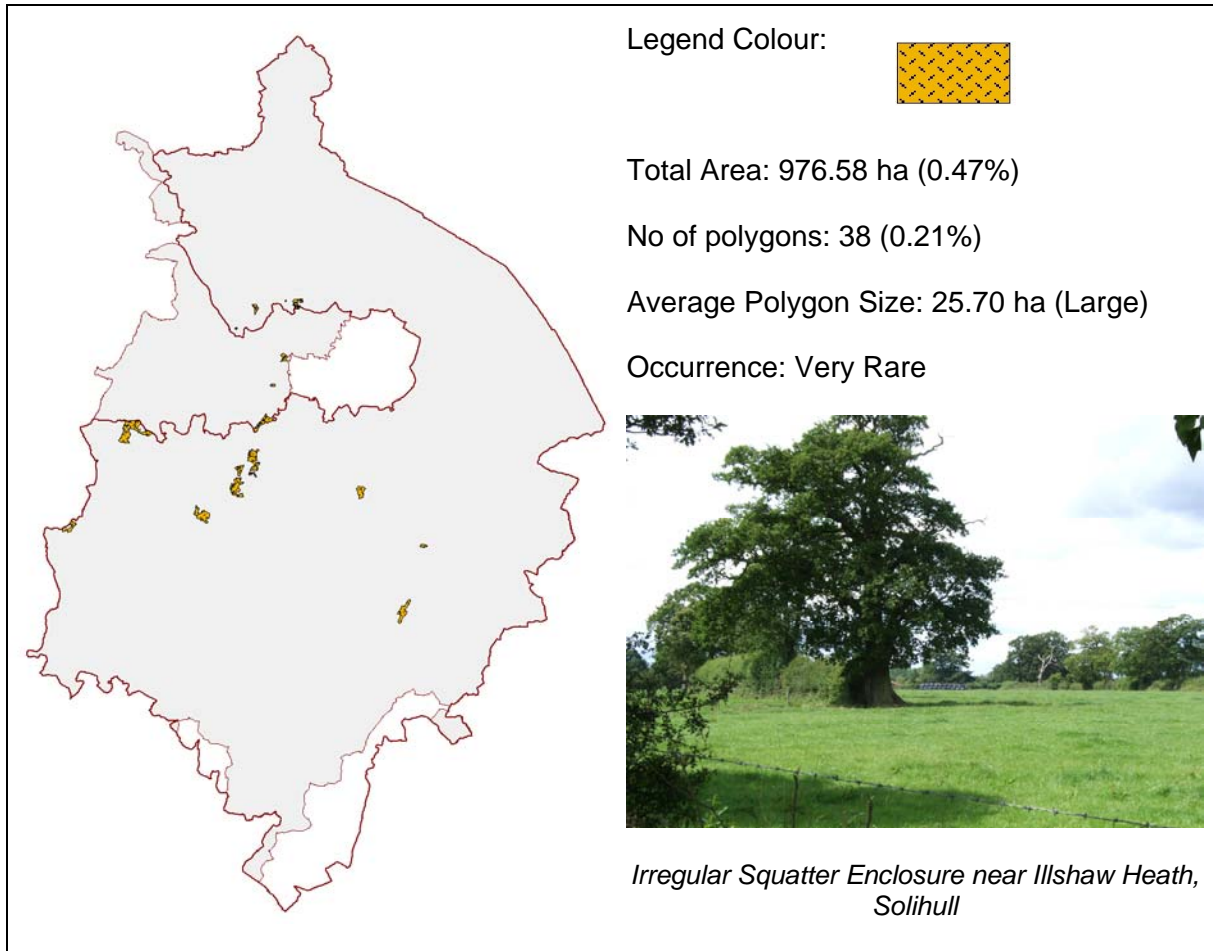 Legend Colour:
Total Area: 976.58 ha (0.47%)
No of polygons: 38 (0.21%)
Average Polygon Size: 25.70 ha (Large)
Occurrence: Very Rare
Irregular Squatter Enclosure near Illshaw Heath,
Solihull